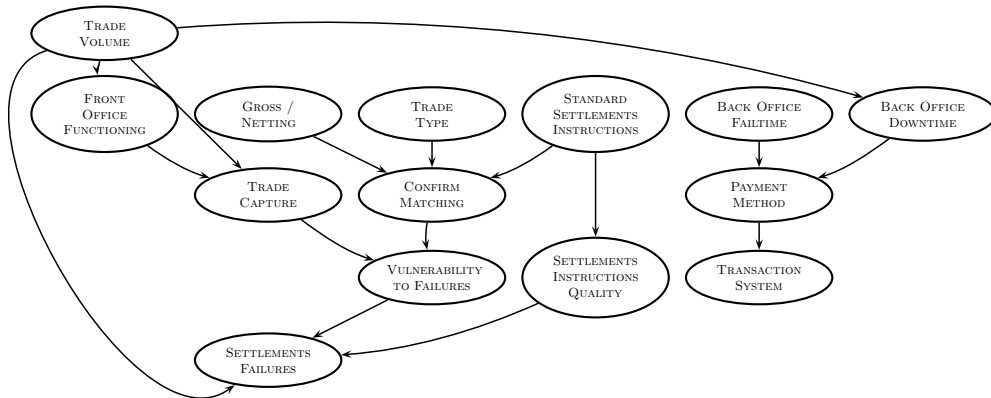 TRADE
VOLUME
FRONT
OFFICE
FUNCTIONING
GROSS /
NETTING
TRADE
TYPE
STANDARD
SETTLEMENTS
INSTRUCTIONS
BACK OFFICE
FAILTIME
BACK OFFICE
DOWNTIME
TRADE
CAPTURE
CONFIRM
MATCHING
PAYMENT
METHOD
VULNERABILITY
TO FAILURES
SETTLEMENTS
INSTRUCTIONS
QUALITY
TRANSACTION
SYSTEM
SETTLEMENTS
FAILURES